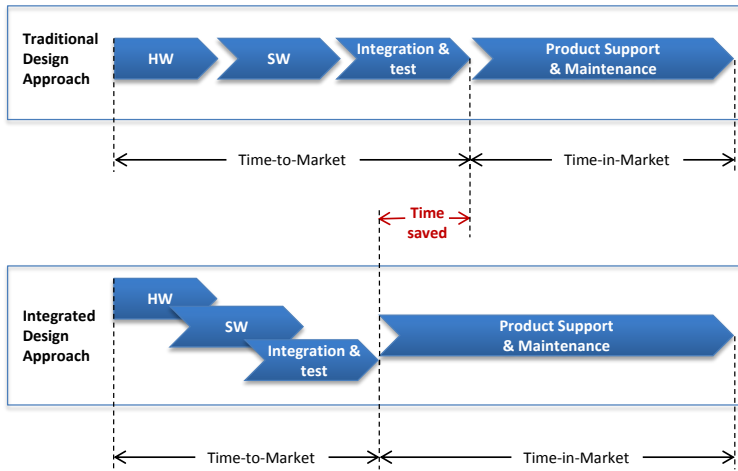 Traditional
Design
Approach
HW
SW
Integration &
test
Product Support
& Maintenance
Time-to-Market
Time-in-Market
Time
saved
Integrated
Design
Approach
HW
SW
Integration &
test
Product Support
& Maintenance
Time-to-Market
Time-in-Market